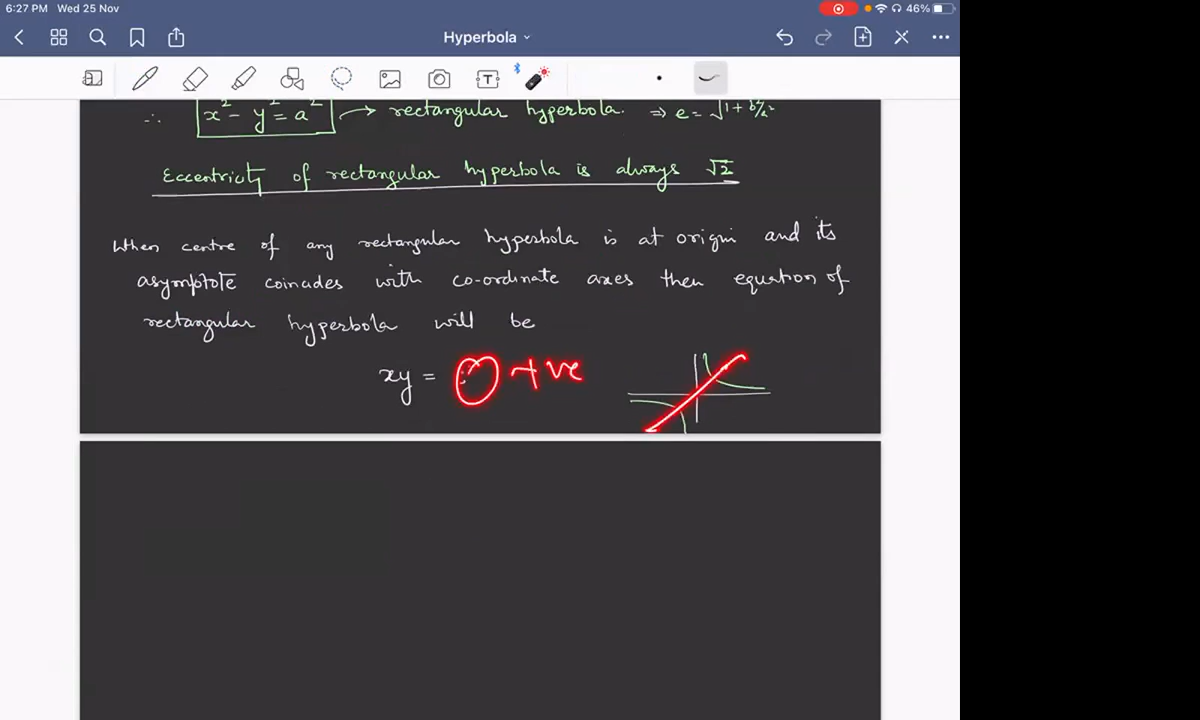 6:27 PM Wed 25 Nov
46%
Hyperbola
T
∴ x² - y² = a² → rectangular hyperbola. ⇒ e = √1 + b²/a²
Eccentricty of rectangular hyperbola is always √2
When centre of any rectangular hyperbola is at origin and its
asymptote coincides with co-ordinate axes then equation of
rectangular hyperbola will be
xy = +ve